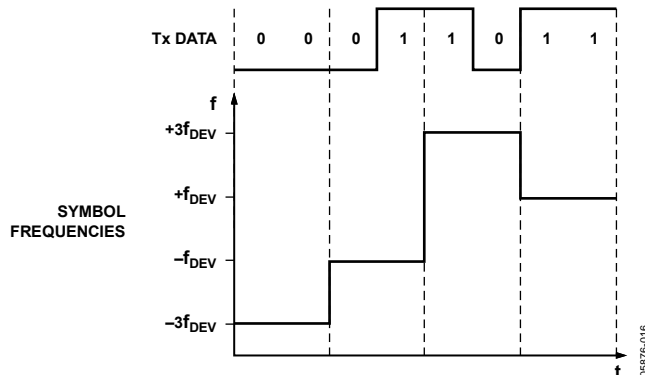 Tx DATA 0 0 0 1 1 0 1 1
f
+3fDEV
+fDEV
SYMBOL
FREQUENCIES
–fDEV
–3fDEV
t
05876-016